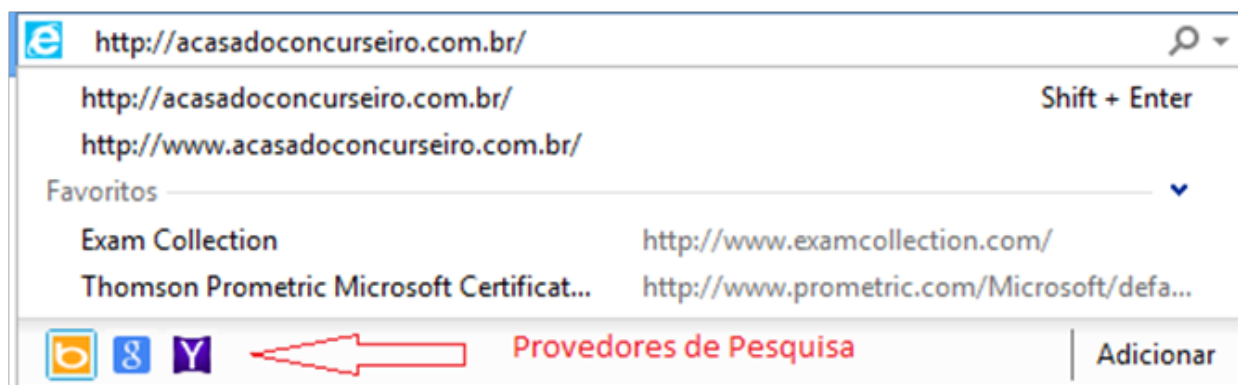 http://acasadoconcurseiro.com.br/
http://acasadoconcurseiro.com.br/ Shift + Enter
http://www.acasadoconcurseiro.com.br/
Favoritos
Exam Collection http://www.examcollection.com/
Thomson Prometric Microsoft Certificat... http://www.prometric.com/Microsoft/defa...
b 8 Y Provedores de Pesquisa Adicionar